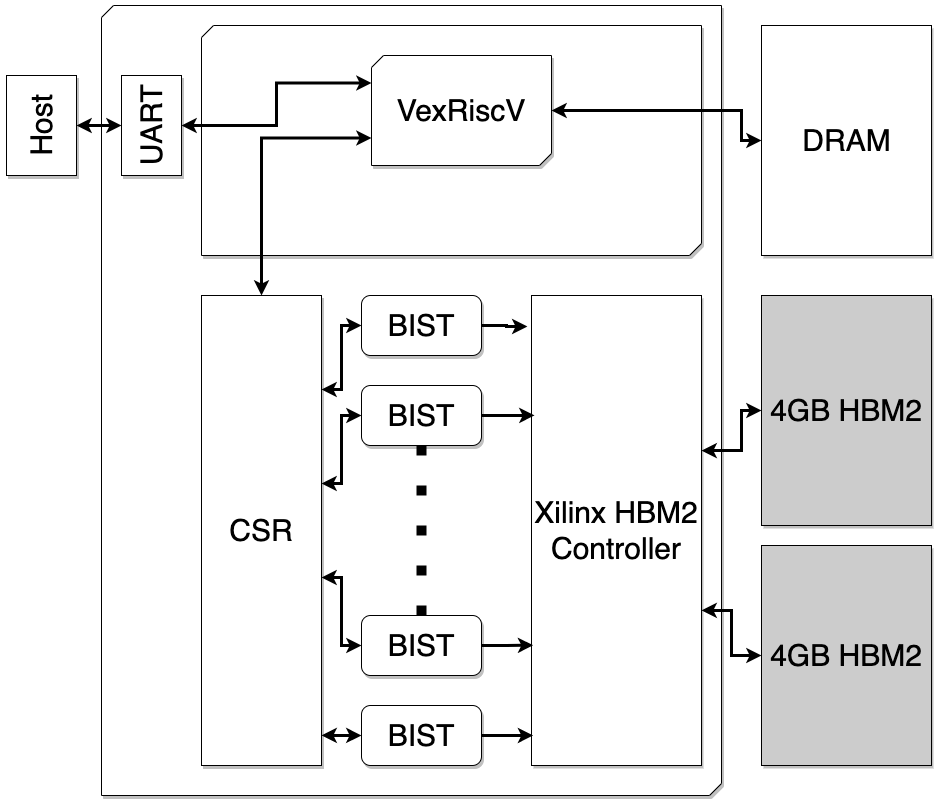 Host
UART
VexRiscV
DRAM
CSR
BIST
BIST
BIST
BIST
Xilinx HBM2
Controller
4GB HBM2
4GB HBM2